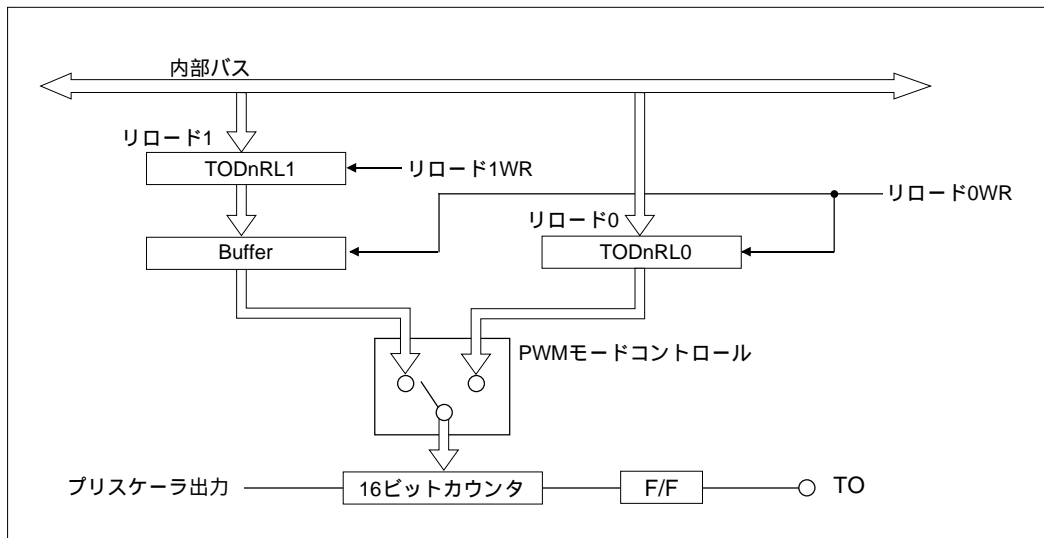 内部バス
リロード1
TODnRL1
リロード1WR
リロード0WR
リロード0
Buffer
TODnRL0
PWMモードコントロール
プリスケーラ出力
16ビットカウンタ
F/F
TO